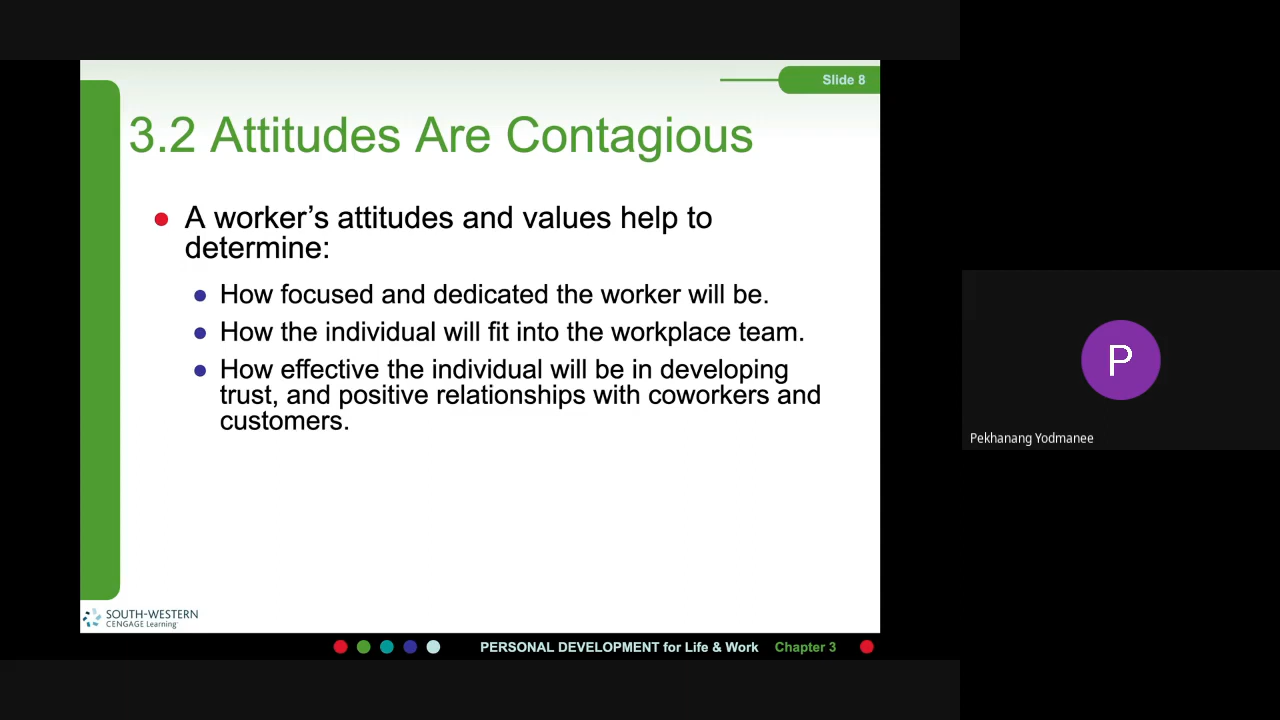 Slide 8
3.2 Attitudes Are Contagious
A worker’s attitudes and values help to
determine:
How focused and dedicated the worker will be.
How the individual will fit into the workplace team.
How effective the individual will be in developing
trust, and positive relationships with coworkers and
customers.
P
Pekhanang Yodmanee
SOUTH-WESTERN
CENGAGE Learning
PERSONAL DEVELOPMENT for Life & Work Chapter 3